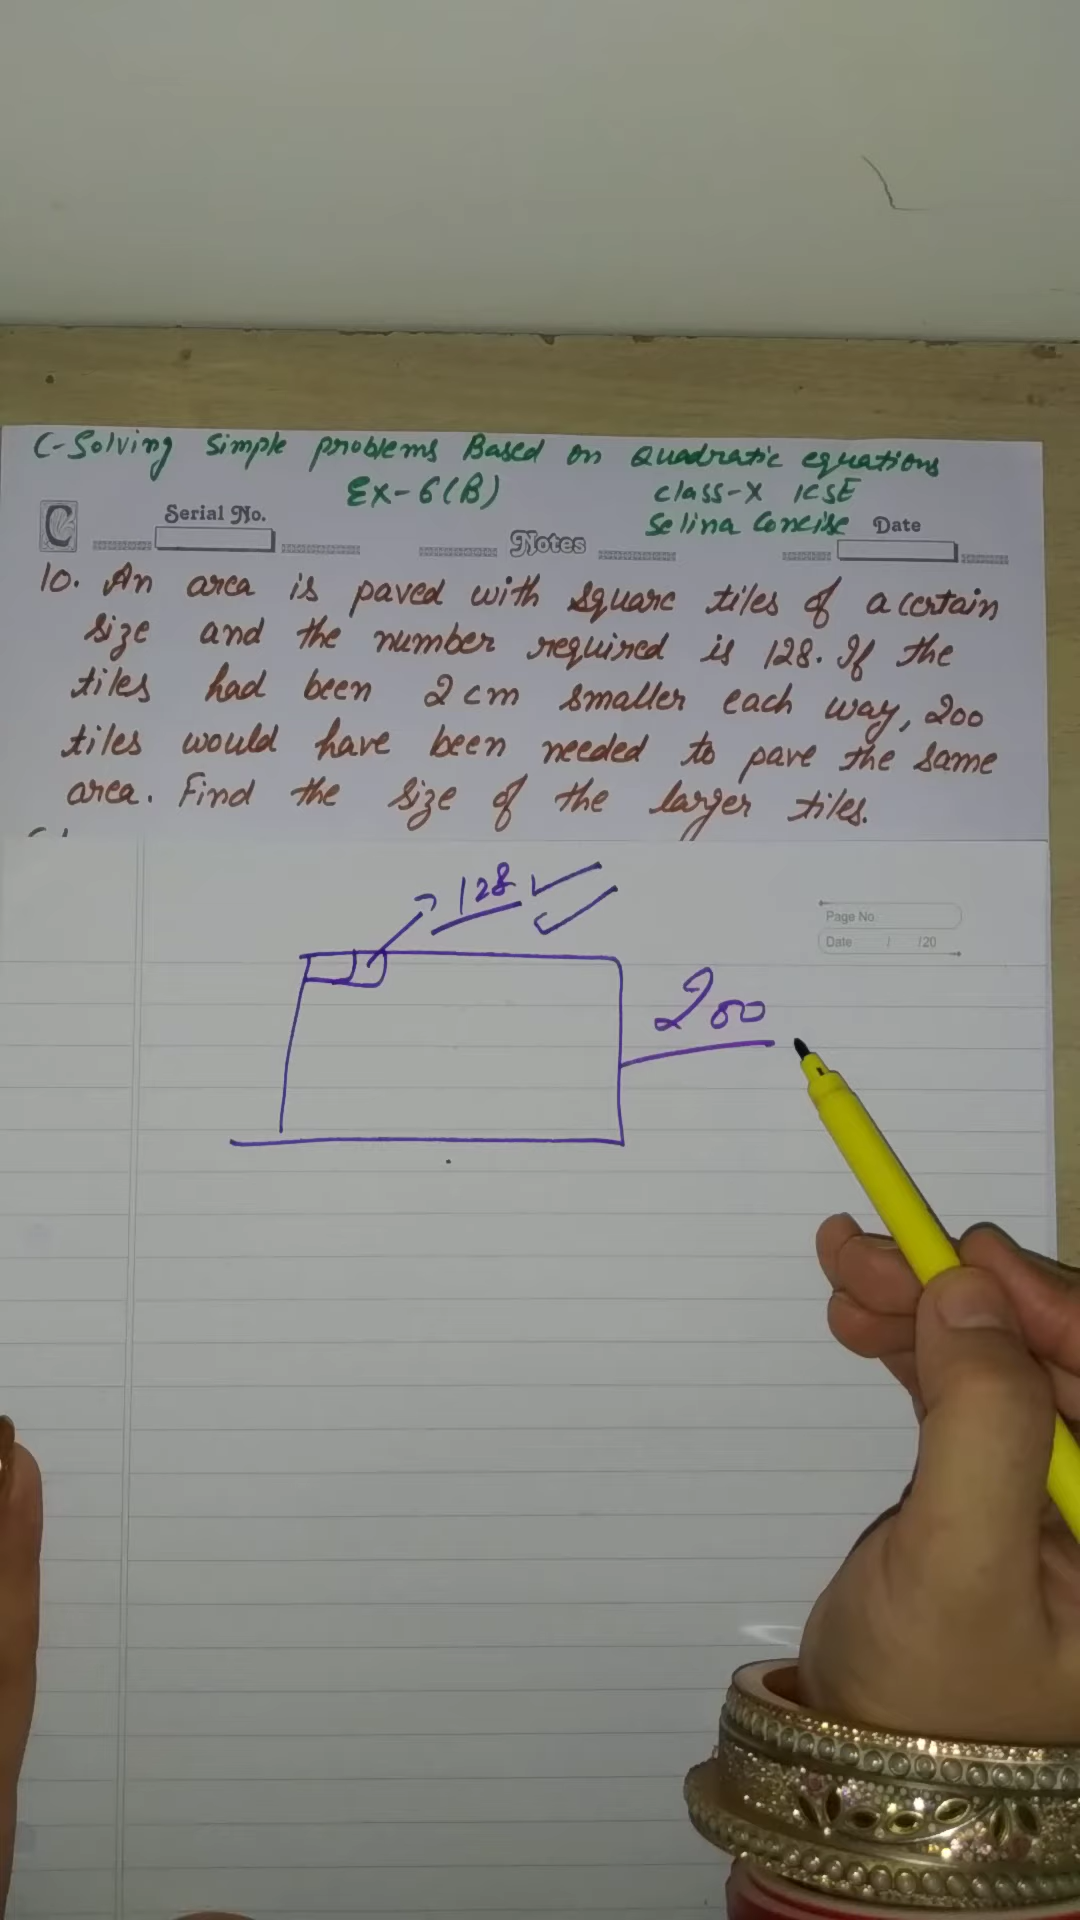 C-Solving Simple problems Based on Quadratic equations
Ex-6(B) class-X ICSE
Selina Concise
C Serial No. Notes Date
10. An area is paved with square tiles of a certain
size and the number required is 128. If the
tiles had been 2 cm smaller each way, 200
tiles would have been needed to pave the same
area. Find the size of the larger tiles.
128
Page No.
Date / /20
200